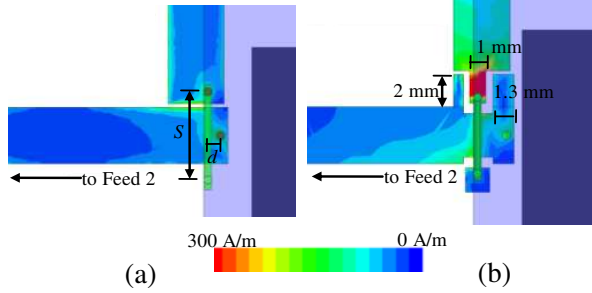 1 mm
2 mm
1.3 mm
S
d
to Feed 2
to Feed 2
300 A/m
0 A/m
(a)
(b)